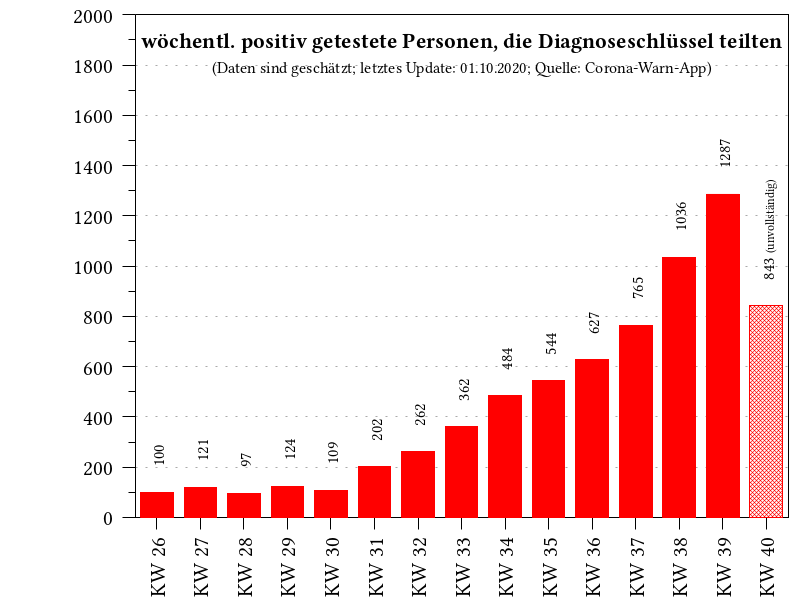 wöchentl. positiv getestete Personen, die Diagnoseschlüssel teilten
(Daten sind geschätzt; letztes Update: 01.10.2020; Quelle: Corona-Warn-App)
2000
1800
1600
1400
1200
1000
800
600
400
200
0
100
121
97
124
109
202
262
362
484
544
627
765
1036
1287
843 (unvollständig)
KW 26
KW 27
KW 28
KW 29
KW 30
KW 31
KW 32
KW 33
KW 34
KW 35
KW 36
KW 37
KW 38
KW 39
KW 40